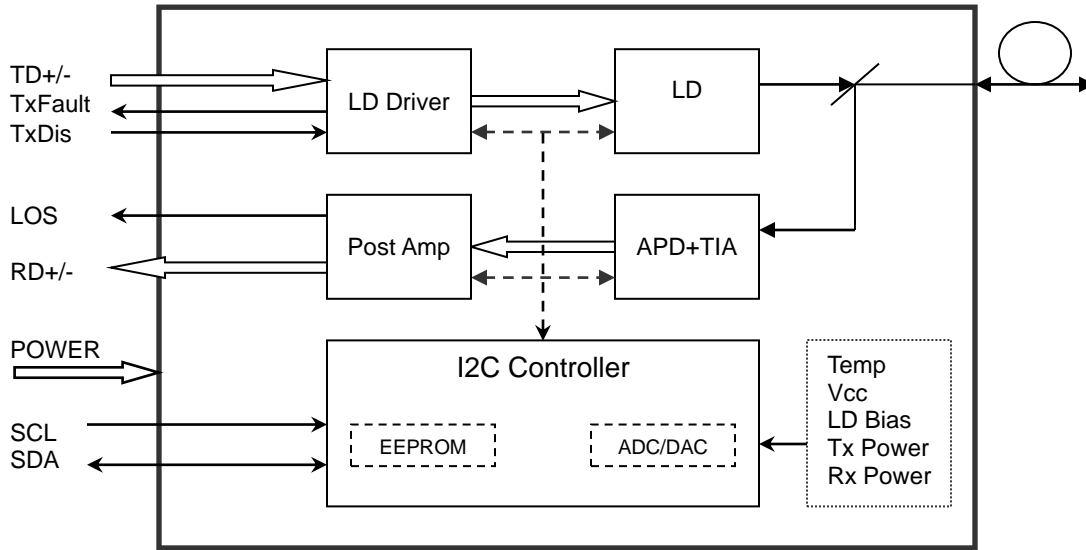 TD+/-
TxFault
TxDis
LD Driver
LD
LOS
RD+/-
Post Amp
APD+TIA
POWER
SCL
SDA
I2C Controller
EEPROM
ADC/DAC
Temp
Vcc
LD Bias
Tx Power
Rx Power